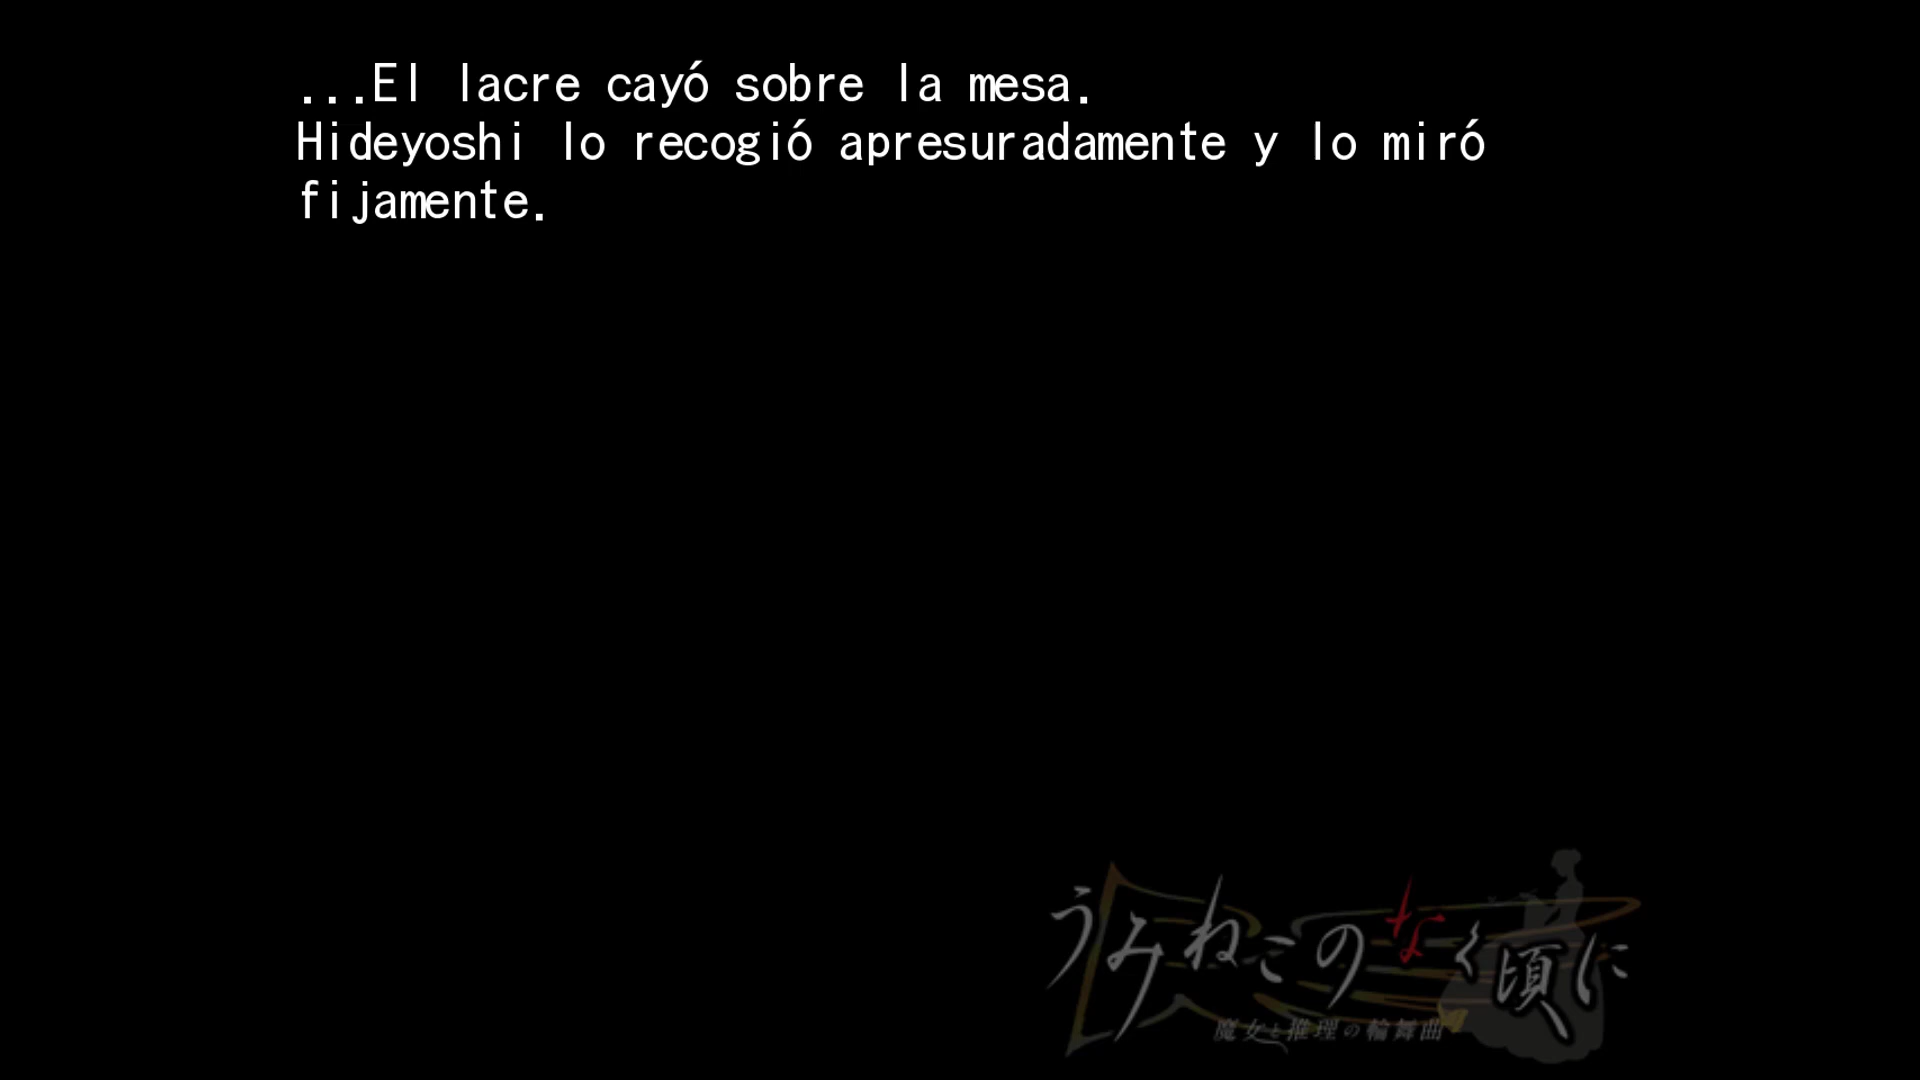 ...El lacre cayó sobre la mesa.
Hideyoshi lo recogió apresuradamente y lo miró
fijamente.
うみねこのなく頃に
魔女と推理の輪舞曲